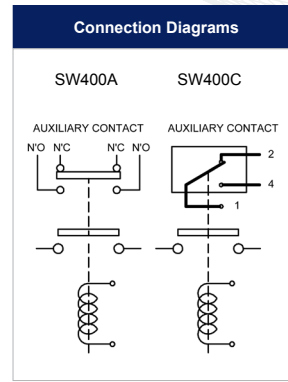 Connection Diagrams
SW400A SW400C
AUXILIARY CONTACT AUXILIARY CONTACT
N'O N'C N'C N'O
2
4
1